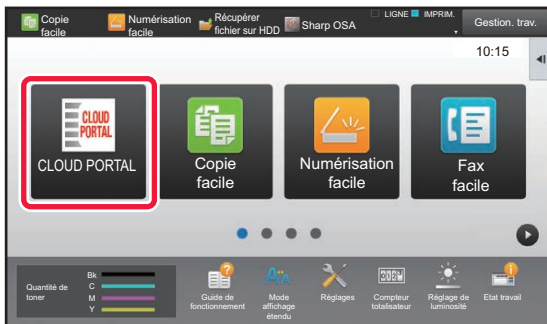 Copie
facile
Numérisation
facile
Récupérer
fichier sur HDD
Sharp OSA
LIGNE
IMPRIM.
Gestion. trav.
10:15
CLOUD
PORTAL
CLOUD PORTAL
Copie
facile
Numérisation
facile
Fax
facile
Quantité de
toner
Bk
C
M
Y
Guide de
fonctionnement
Mode
affichage
étendu
Réglages
Compteur
totalisateur
Réglage de
luminosité
Etat travail